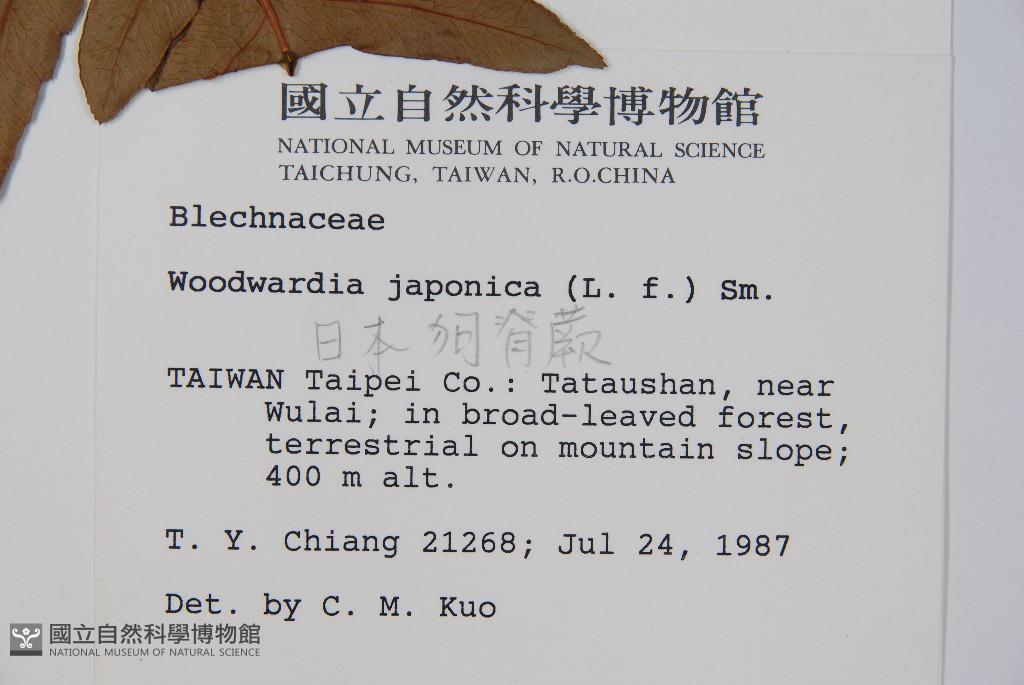 國立自然科學博物館
NATIONAL MUSEUM OF NATURAL SCIENCE
TAICHUNG, TAIWAN, R.O.CHINA
Blechnaceae
Woodwardia japonica (L. f.) Sm.
日本狗脊蕨
TAIWAN Taipei Co.: Tataushan, near
Wulai; in broad-leaved forest,
terrestrial on mountain slope;
400 m alt.
T. Y. Chiang 21268; Jul 24, 1987
Det. by C. M. Kuo
國立自然科學博物館
NATIONAL MUSEUM OF NATURAL SCIENCE